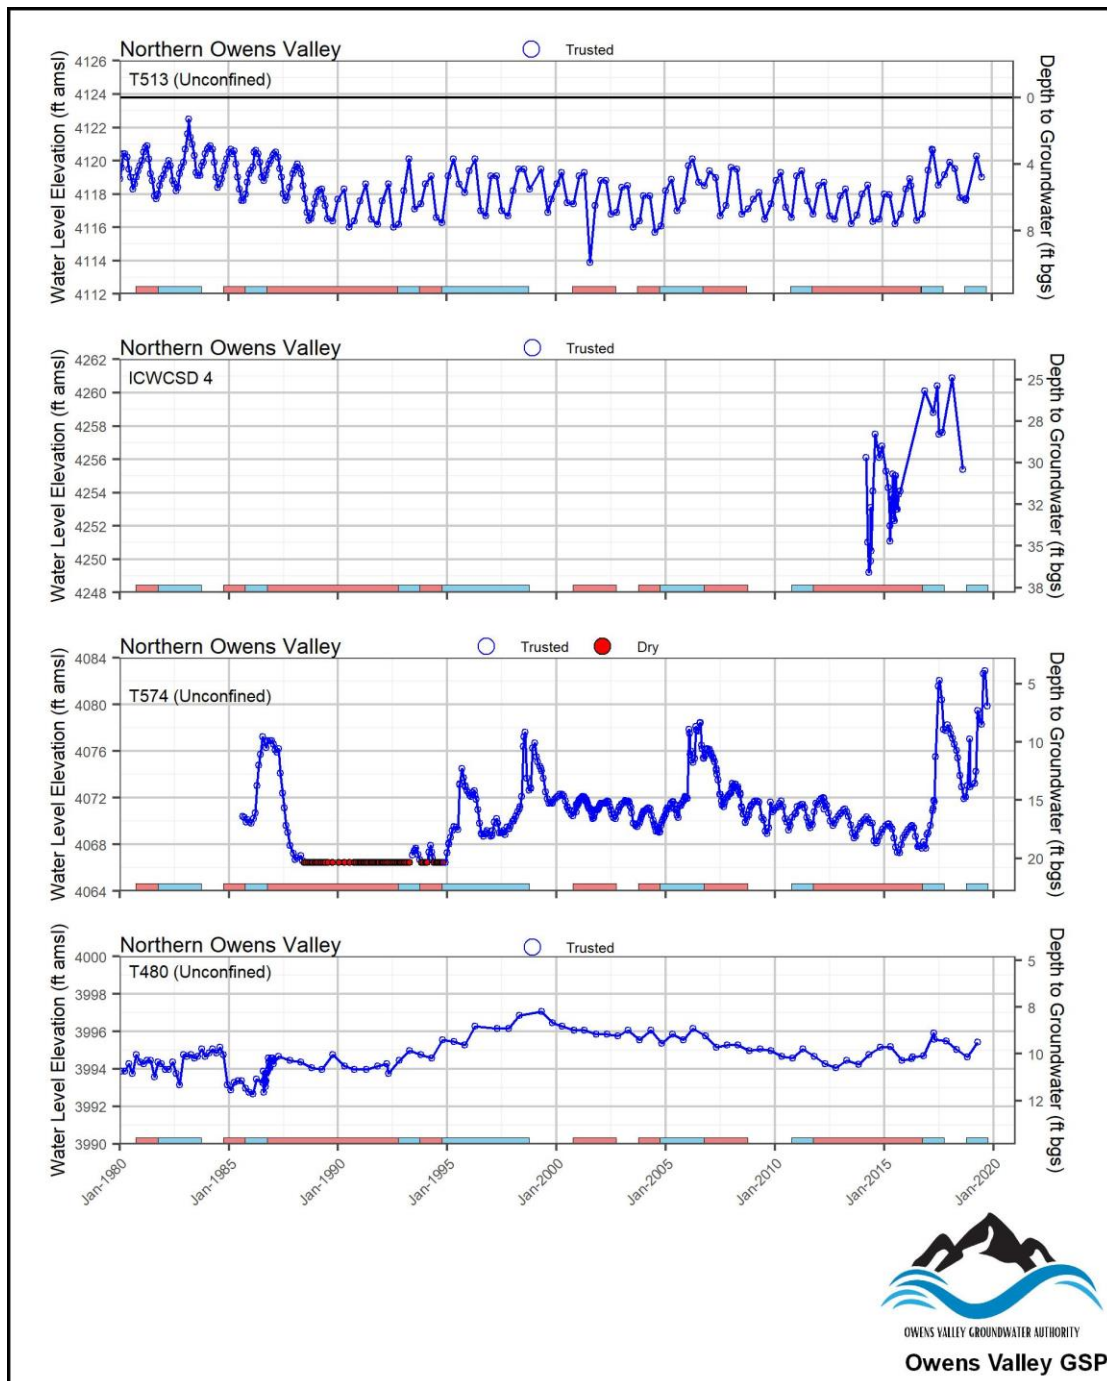 Northern Owens Valley
Trusted
T513 (Unconfined)
Water Level Elevation (ft amsl)
4126
4124
4122
4120
4118
4116
4114
4112
0
4
8
Depth to Groundwater (ft bgs)
Northern Owens Valley
Trusted
ICWCSD 4
Water Level Elevation (ft amsl)
4262
4260
4258
4256
4254
4252
4250
4248
25
28
30
32
35
38
Depth to Groundwater (ft bgs)
Northern Owens Valley
Trusted
Dry
T574 (Unconfined)
Water Level Elevation (ft amsl)
4084
4080
4076
4072
4068
4064
5
10
15
20
Depth to Groundwater (ft bgs)
Northern Owens Valley
Trusted
T480 (Unconfined)
Water Level Elevation (ft amsl)
4000
3998
3996
3994
3992
3990
5
8
10
12
Depth to Groundwater (ft bgs)
Jan-1980
Jan-1985
Jan-1990
Jan-1995
Jan-2000
Jan-2005
Jan-2010
Jan-2015
Jan-2020
OWENS VALLEY GROUNDWATER AUTHORITY
Owens Valley GSP